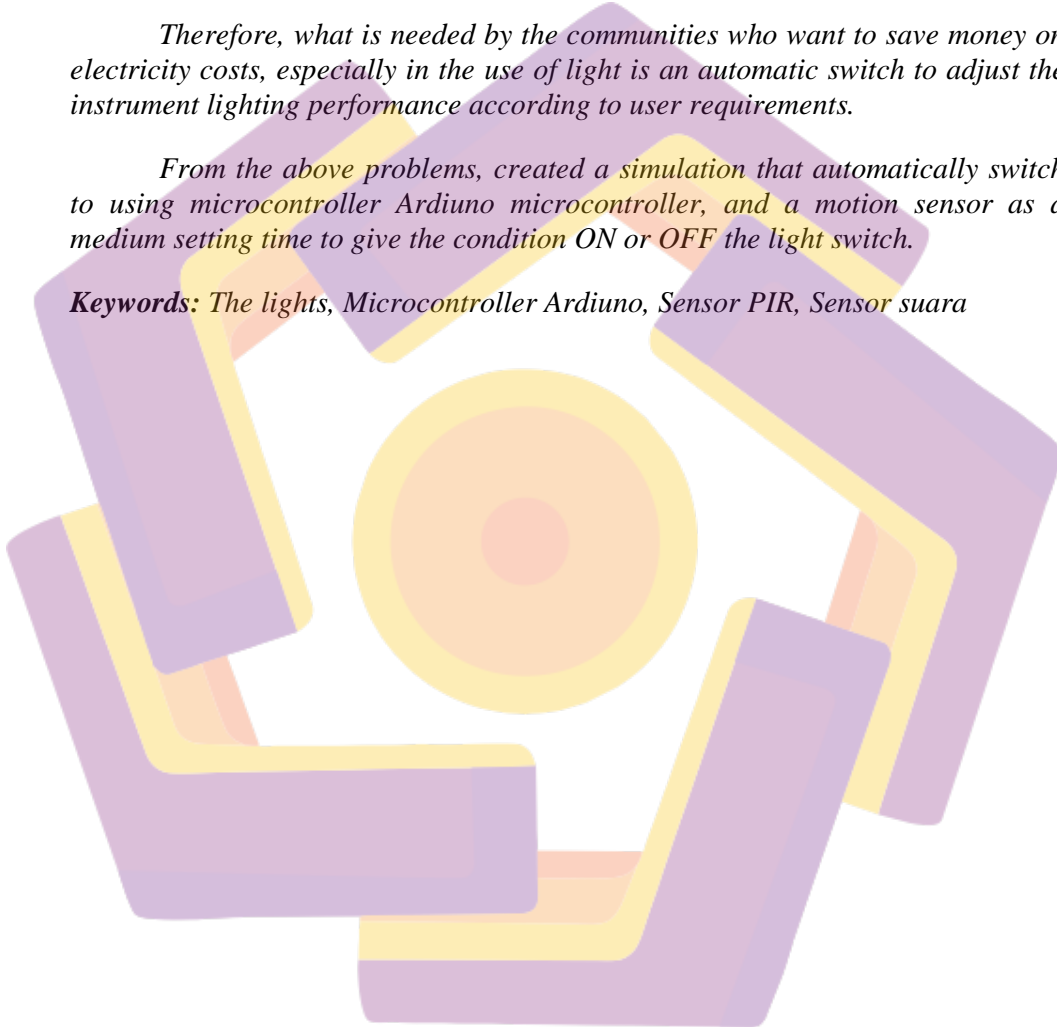 Therefore, what is needed by the communities who want to save money on
electricity costs, especially in the use of light is an automatic switch to adjust the
instrument lighting performance according to user requirements.
From the above problems, created a simulation that automatically switch
to using microcontroller Ardiuno microcontroller, and a motion sensor as a
medium setting time to give the condition ON or OFF the light switch.
Keywords: The lights, Microcontroller Ardiuno, Sensor PIR, Sensor suara